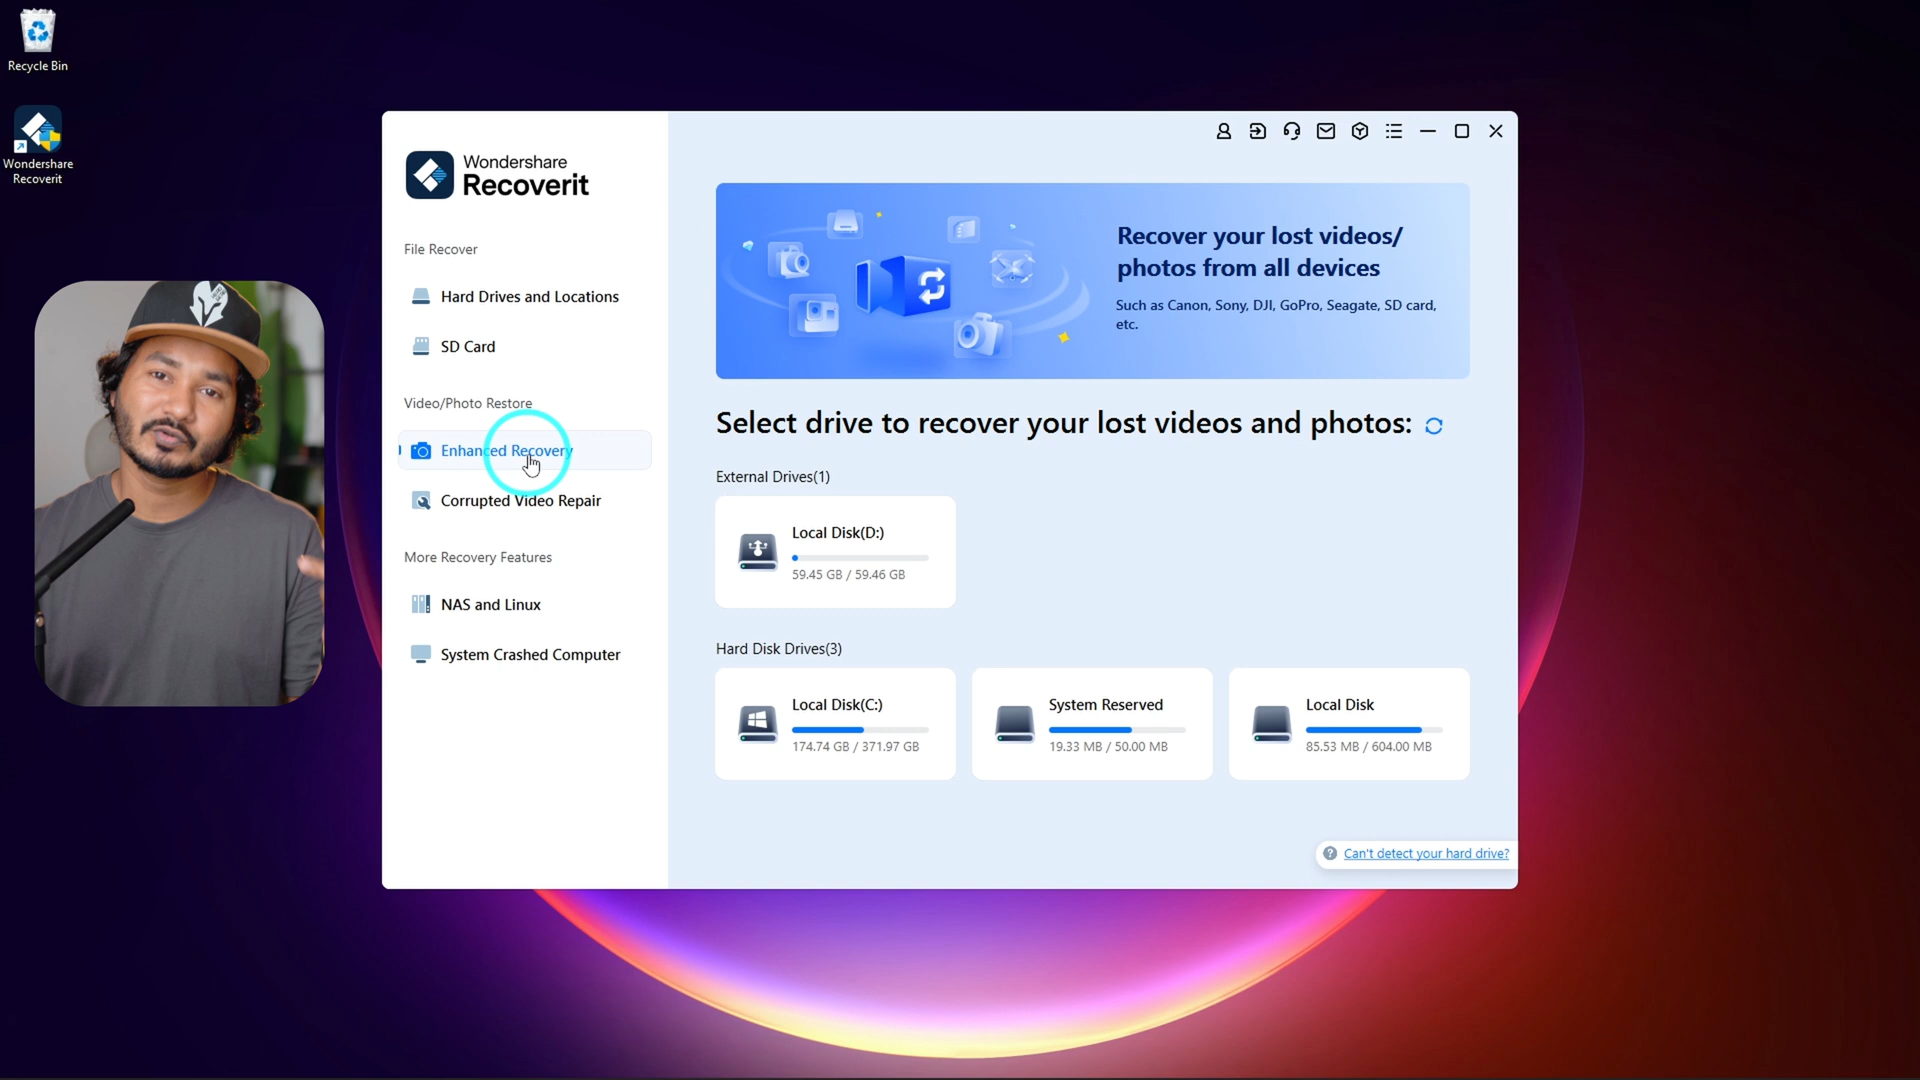 Recycle Bin
Wondershare
Recoverit
Wondershare
Recoverit
File Recover
Hard Drives and Locations
SD Card
Video/Photo Restore
Enhanced Recovery
Corrupted Video Repair
More Recovery Features
NAS and Linux
System Crashed Computer
Recover your lost videos/
photos from all devices
Such as Canon, Sony, DJI, GoPro, Seagate, SD card,
etc.
Select drive to recover your lost videos and photos:
External Drives(1)
Local Disk(D:)
59.45 GB / 59.46 GB
Hard Disk Drives(3)
Local Disk(C:)
174.74 GB / 371.97 GB
System Reserved
19.33 MB / 50.00 MB
Local Disk
85.53 MB / 604.00 MB
Can't detect your hard drive?